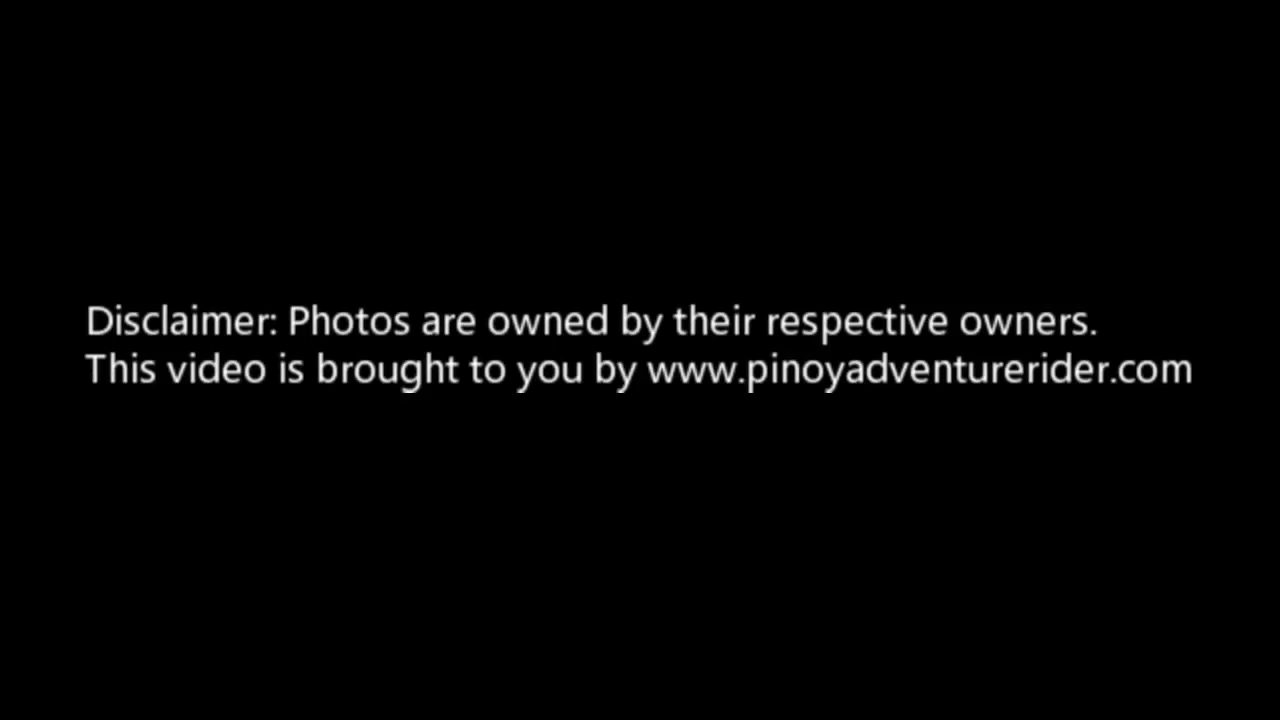 Disclaimer: Photos are owned by their respective owners.
This video is brought to you by www.pinoyadventurerider.com